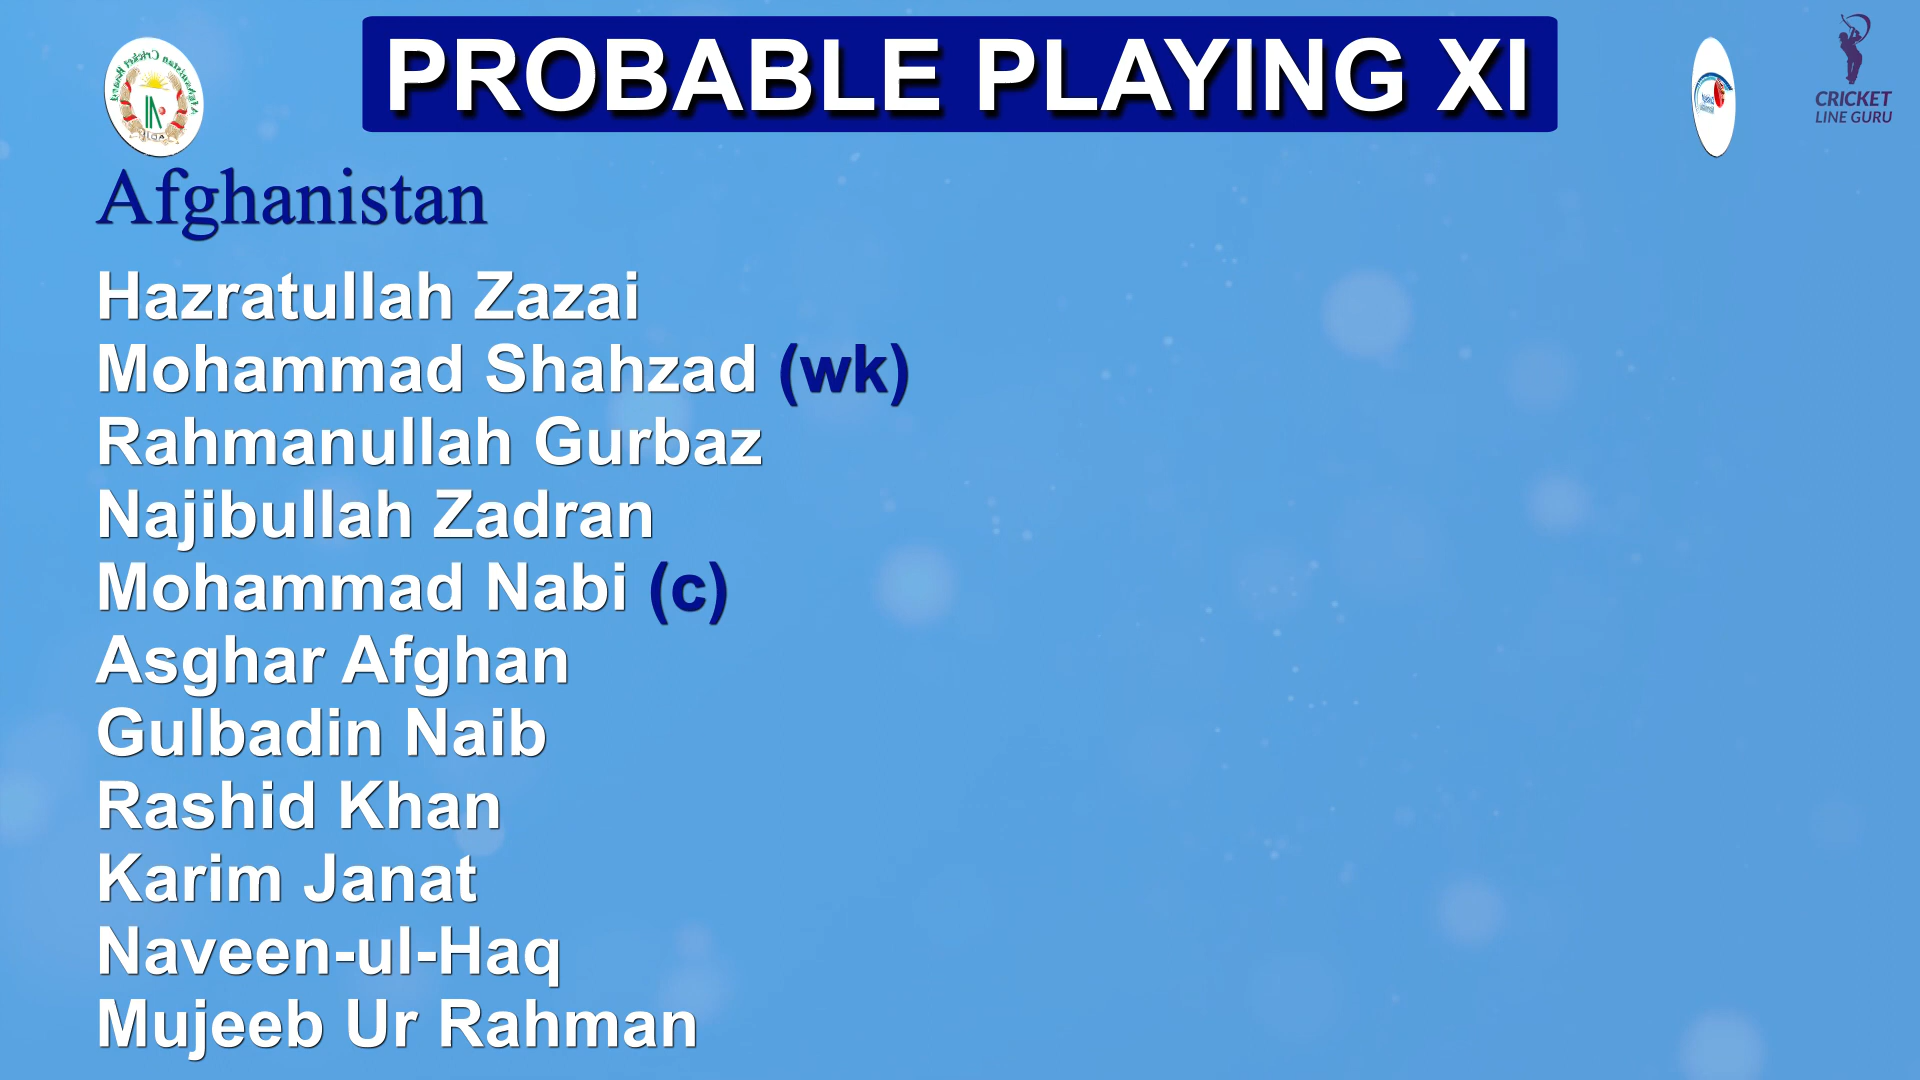 PROBABLE PLAYING XI
CRICKET
LINE GURU
Afghanistan
Hazratullah Zazai
Mohammad Shahzad (wk)
Rahmanullah Gurbaz
Najibullah Zadran
Mohammad Nabi (c)
Asghar Afghan
Gulbadin Naib
Rashid Khan
Karim Janat
Naveen-ul-Haq
Mujeeb Ur Rahman